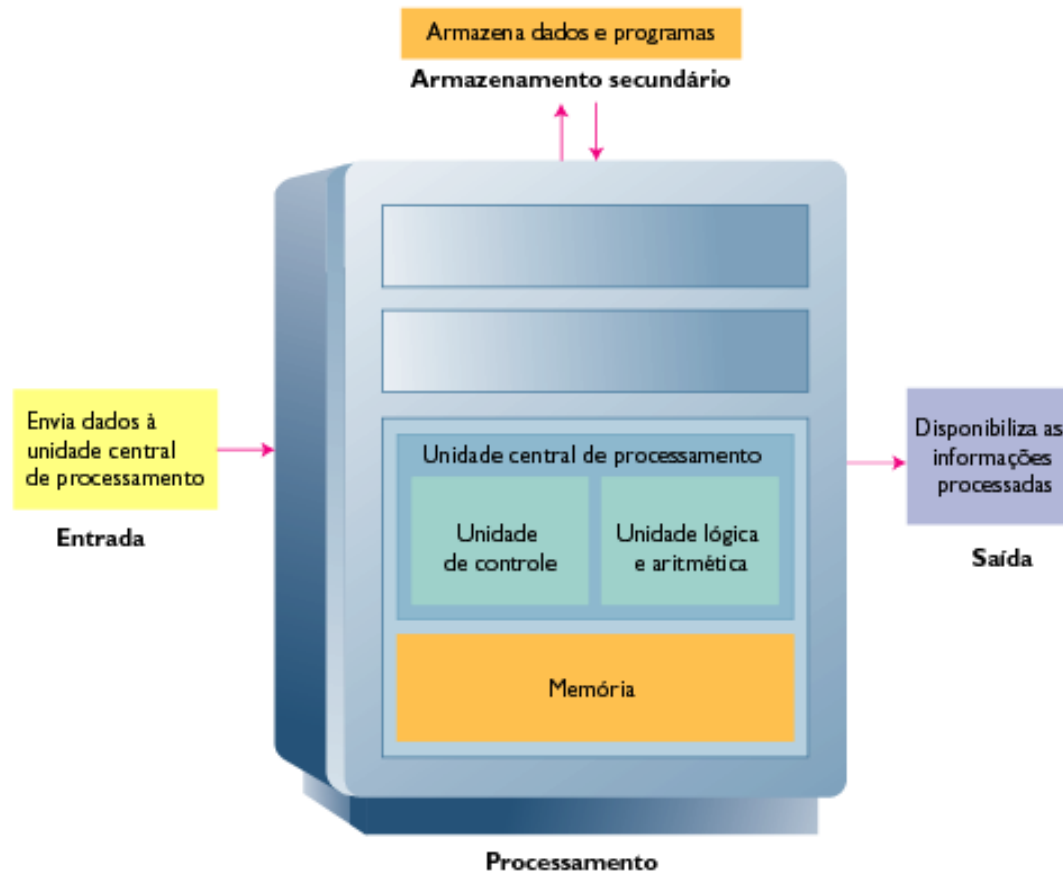 Armazena dados e programas
Armazenamento secundário
Envia dados à
unidade central
de processamento
Entrada
Unidade central de processamento
Unidade
de controle
Unidade lógica
e aritmética
Memória
Disponibiliza as
informações
processadas
Saída
Processamento